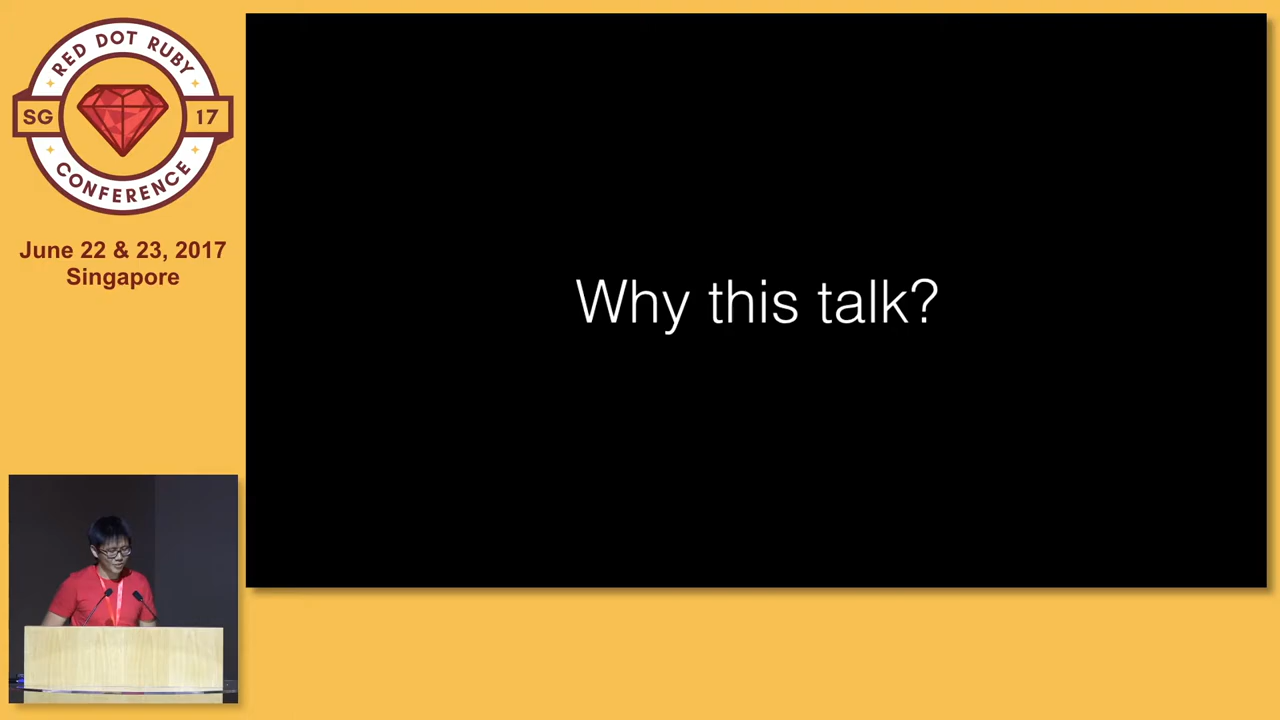 RED DOT RUBY
SG 17
CONFERENCE
June 22 & 23, 2017
Singapore
Why this talk?